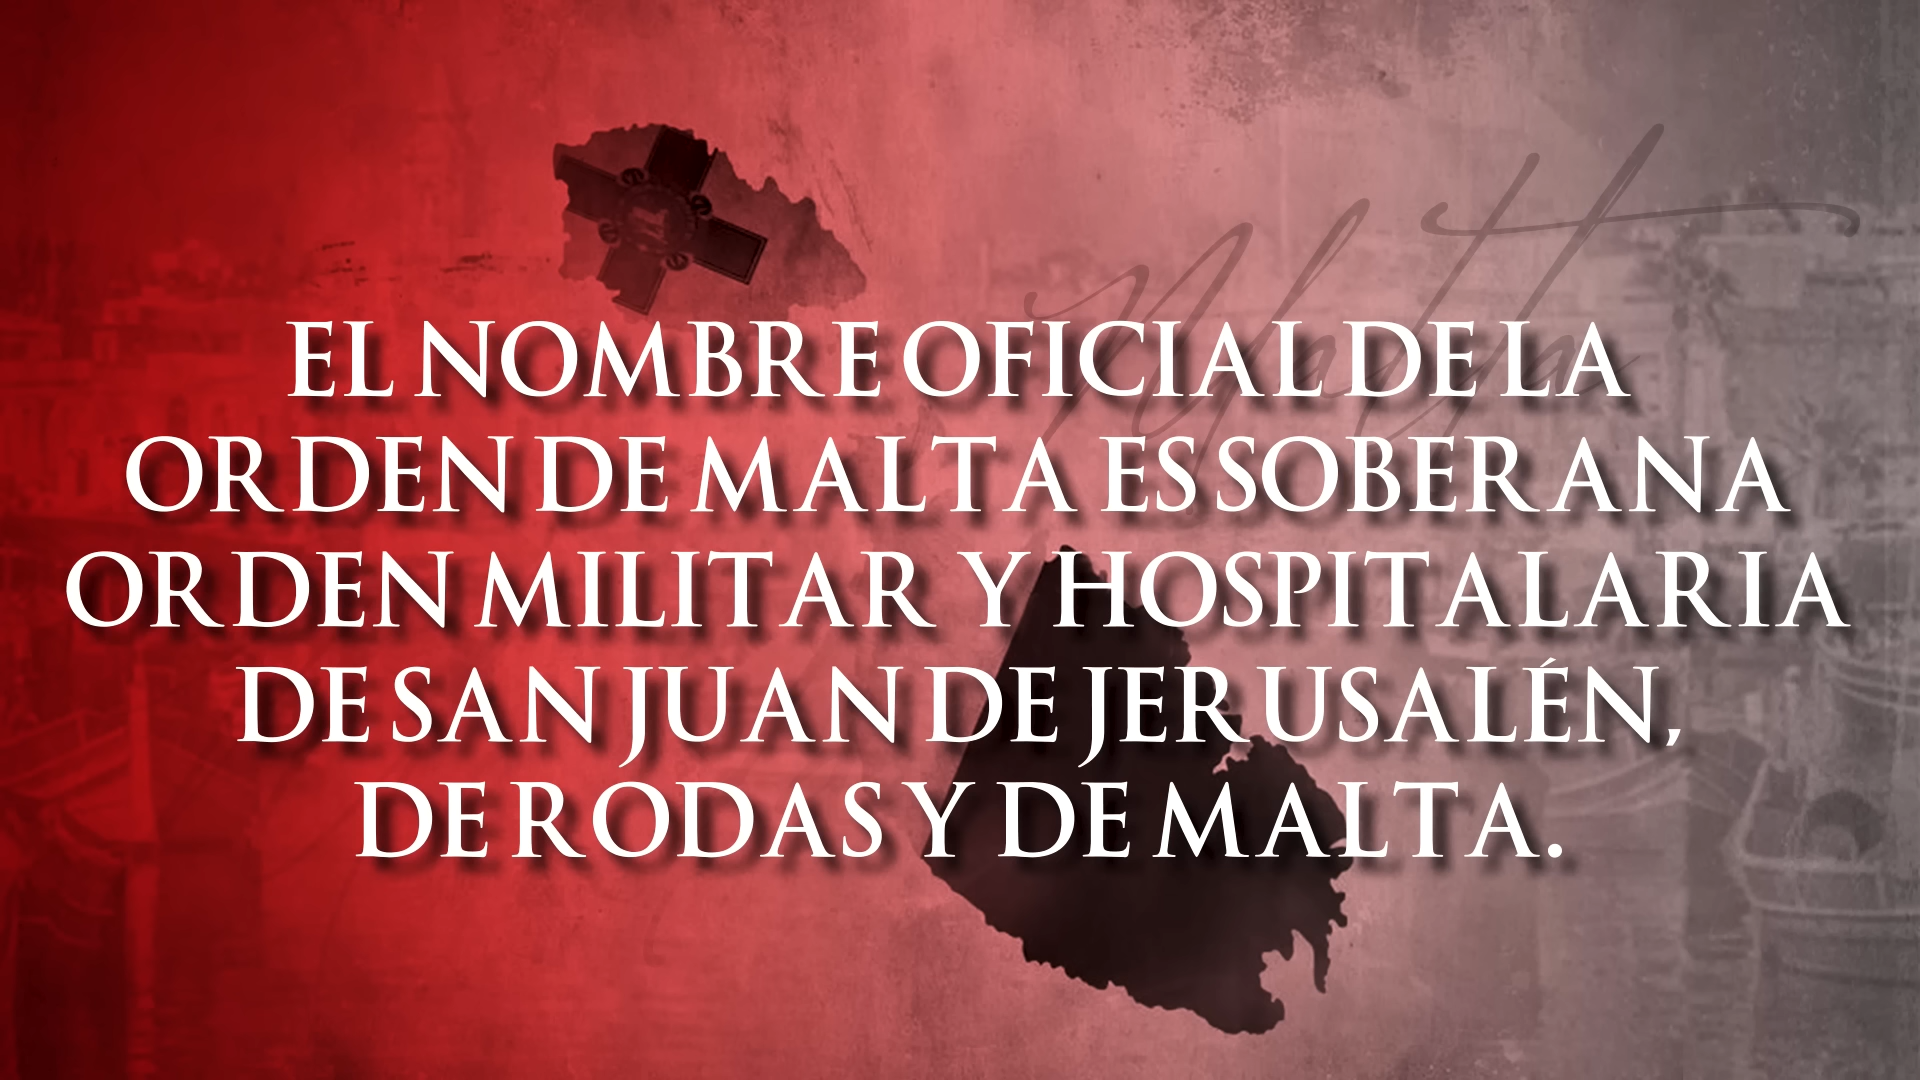 Malta
EL NOMBRE OFICIAL DE LA
ORDEN DE MALTA ES SOBERANA
ORDEN MILITAR Y HOSPITALARIA
DE SAN JUAN DE JERUSALÉN,
DE RODAS Y DE MALTA.